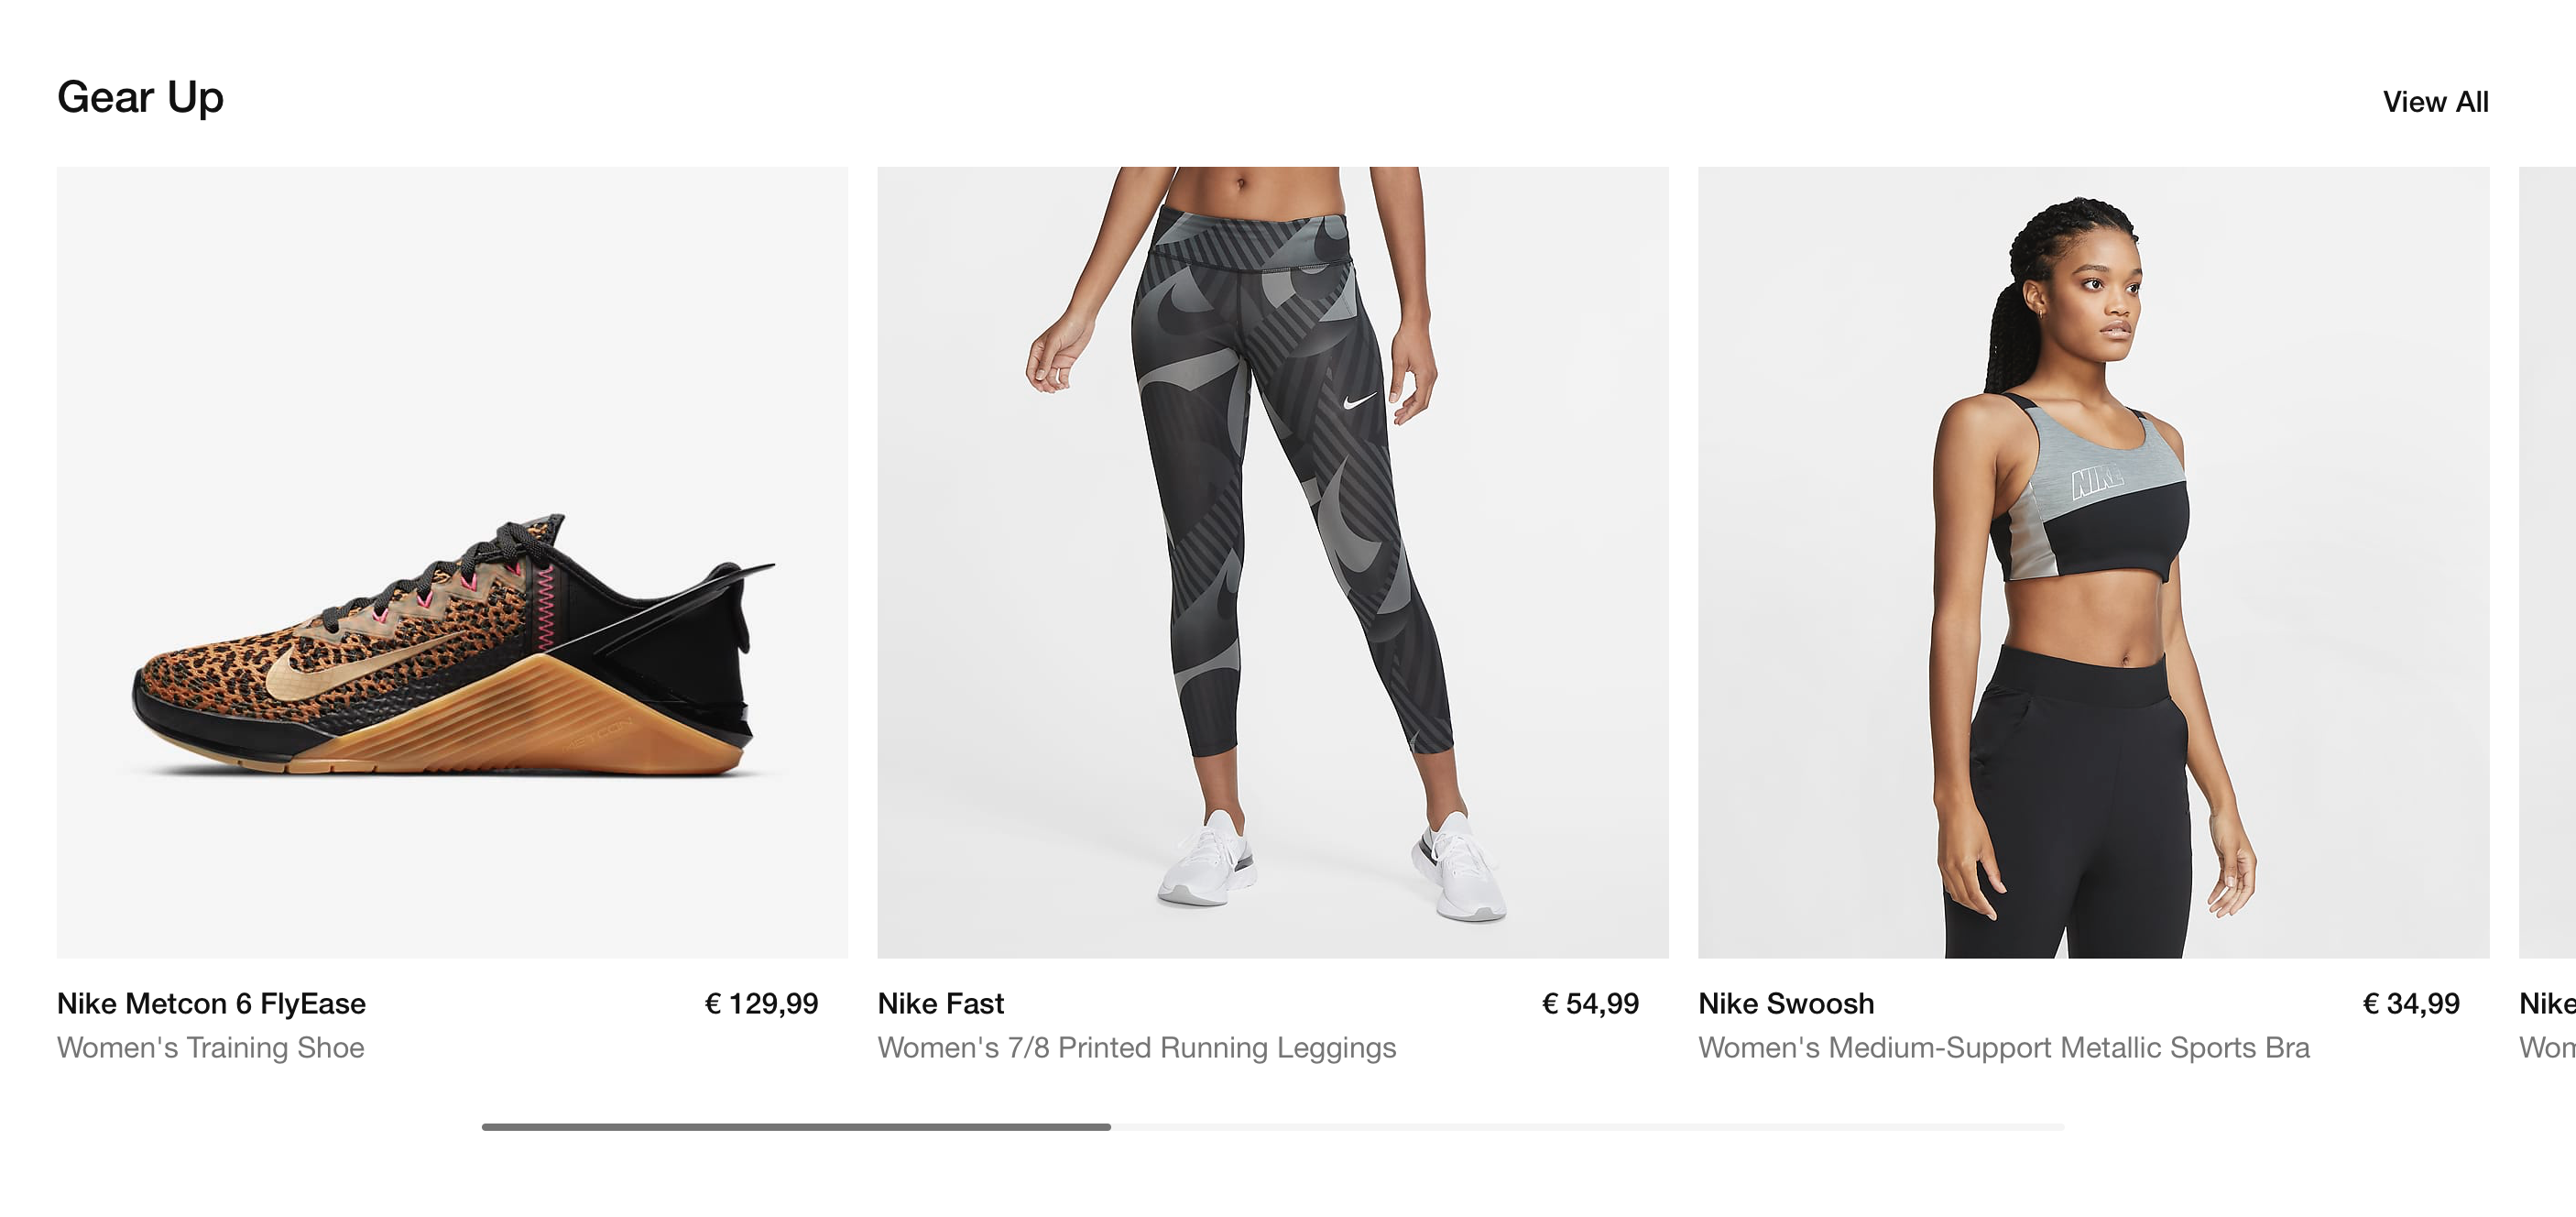 Gear Up
View All
NIKE
METCON
Nike Metcon 6 FlyEase
€ 129,99
Women's Training Shoe
Nike Fast
€ 54,99
Women's 7/8 Printed Running Leggings
Nike Swoosh
€ 34,99
Women's Medium-Support Metallic Sports Bra
Nike